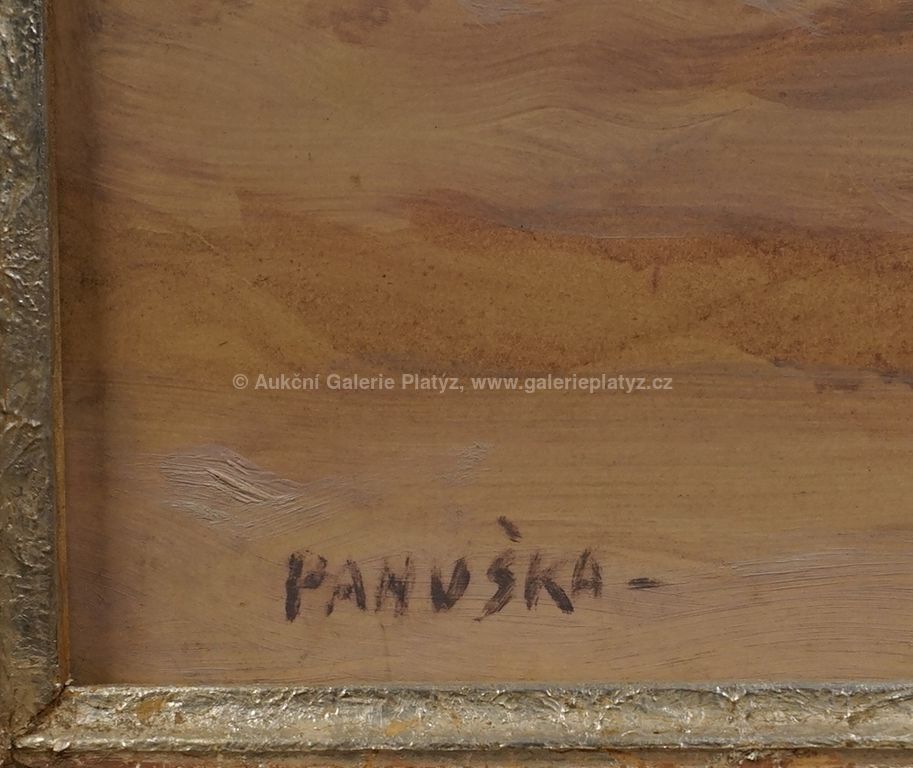 © Aukční Galerie Platýz, www.galerieplatyz.cz
PANUŠKA -